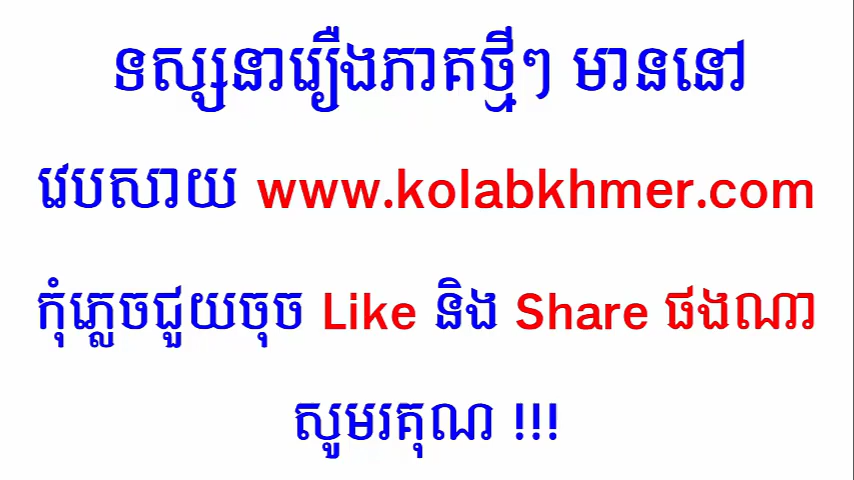 ទស្សនារឿងភាគថ្មីៗ មាននៅ
វេបសាយ www.kolabkhmer.com
កុំភ្លេចជួយចុច Like និង Share ផងណា
សូមរគុណ !!!